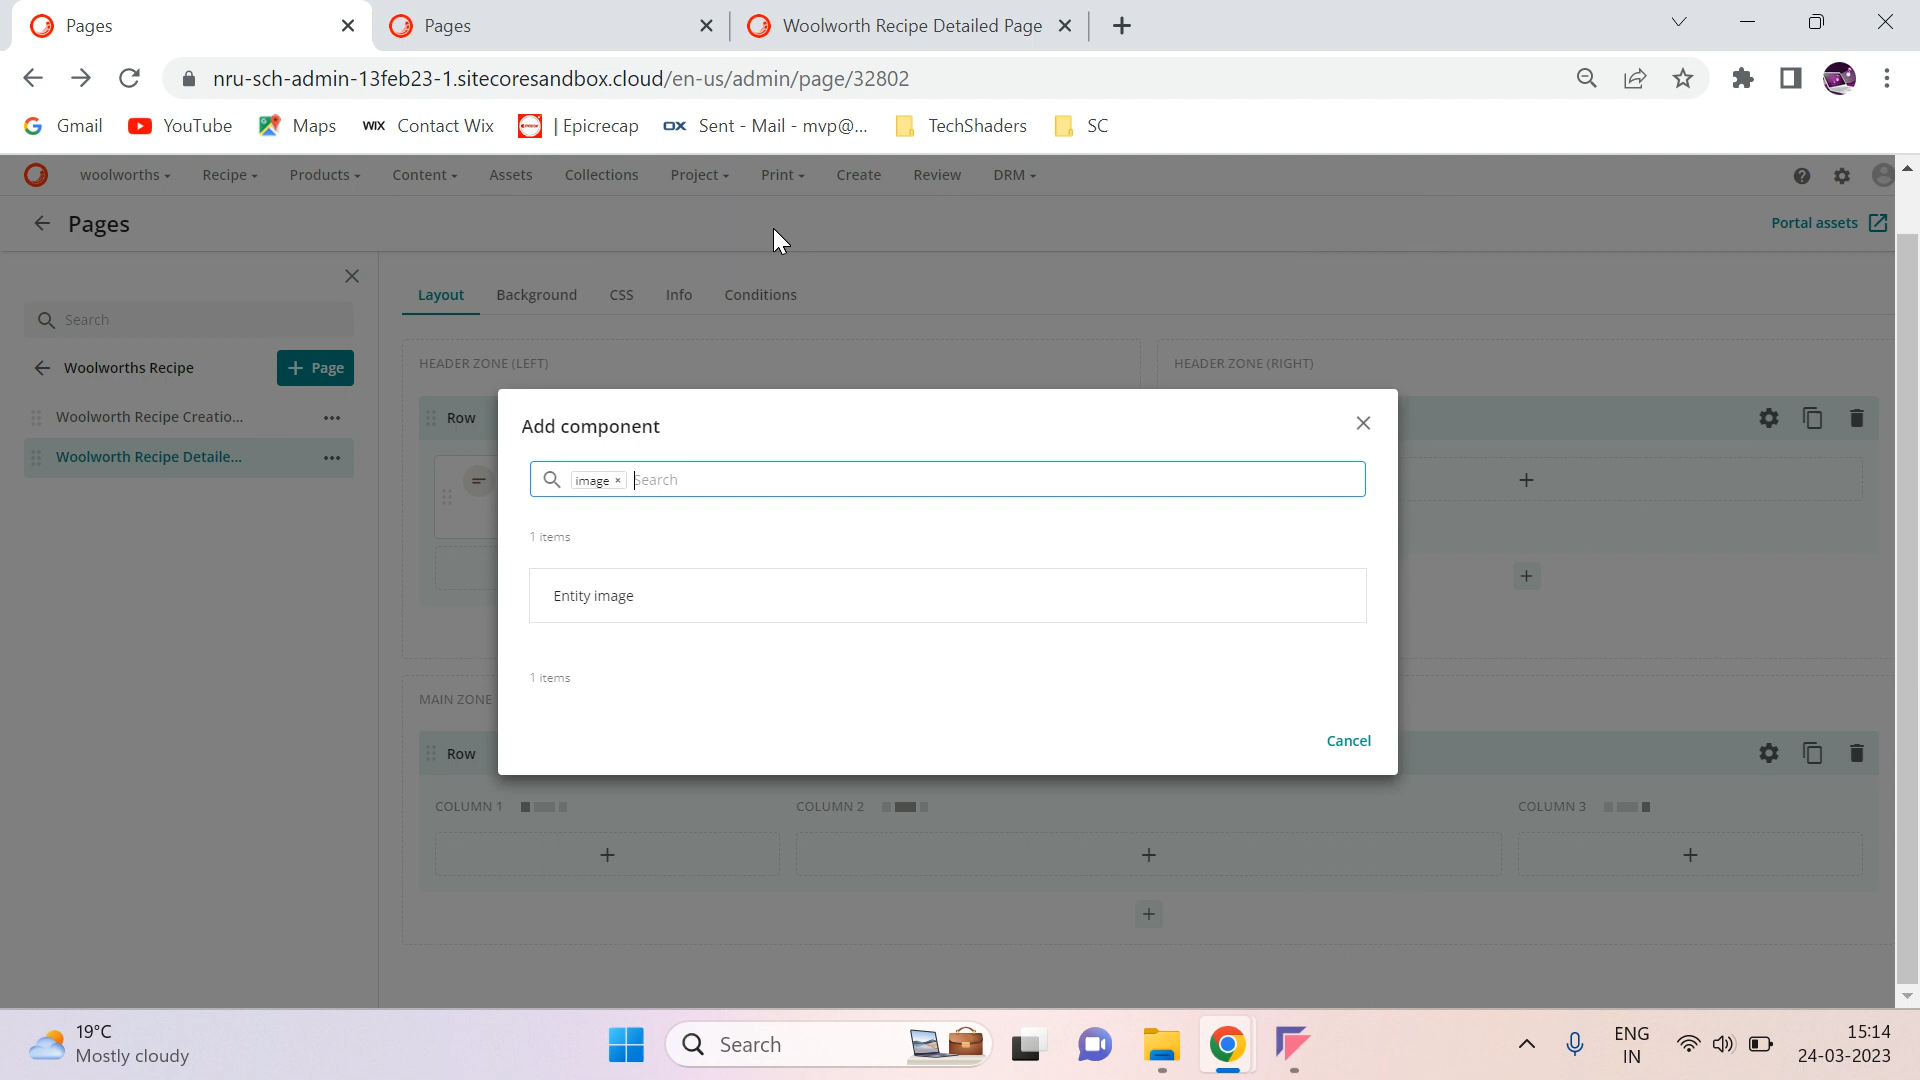 Pages
Pages
Woolworth Recipe Detailed Page
nru-sch-admin-13feb23-1.sitecoresandbox.cloud/en-us/admin/page/32802
Gmail
YouTube
Maps
WIX Contact Wix
| Epicrecap
OX Sent - Mail - mvp@...
TechShaders
SC
woolworths
Recipe
Products
Content
Assets
Collections
Project
Print
Create
Review
DRM
Pages
Portal assets
Search
Woolworths Recipe
+ Page
Woolworth Recipe Creatio...
Woolworth Recipe Detaile...
Layout
Background
CSS
Info
Conditions
HEADER ZONE (LEFT)
HEADER ZONE (RIGHT)
Row
Add component
image ×
Search
1 items
Entity image
1 items
Cancel
MAIN ZONE
Row
COLUMN 1
COLUMN 2
COLUMN 3
19°C
Mostly cloudy
Search
ENG
IN
15:14
24-03-2023